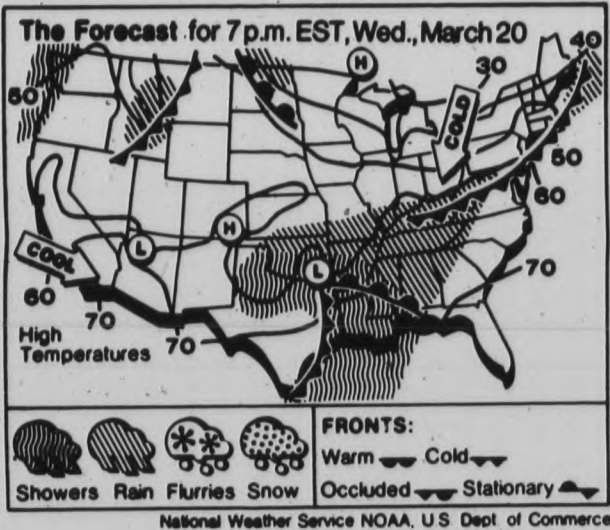 The Forecast for 7 p.m. EST, Wed., March 20
H
30
40
50
COLD
50
60
H
L
COOL
L
60
70
70
70
High
Temperatures
Showers Rain Flurries Snow
FRONTS:
Warm Cold
Occluded Stationary
National Weather Service NOAA, U.S. Dept. of Commerce